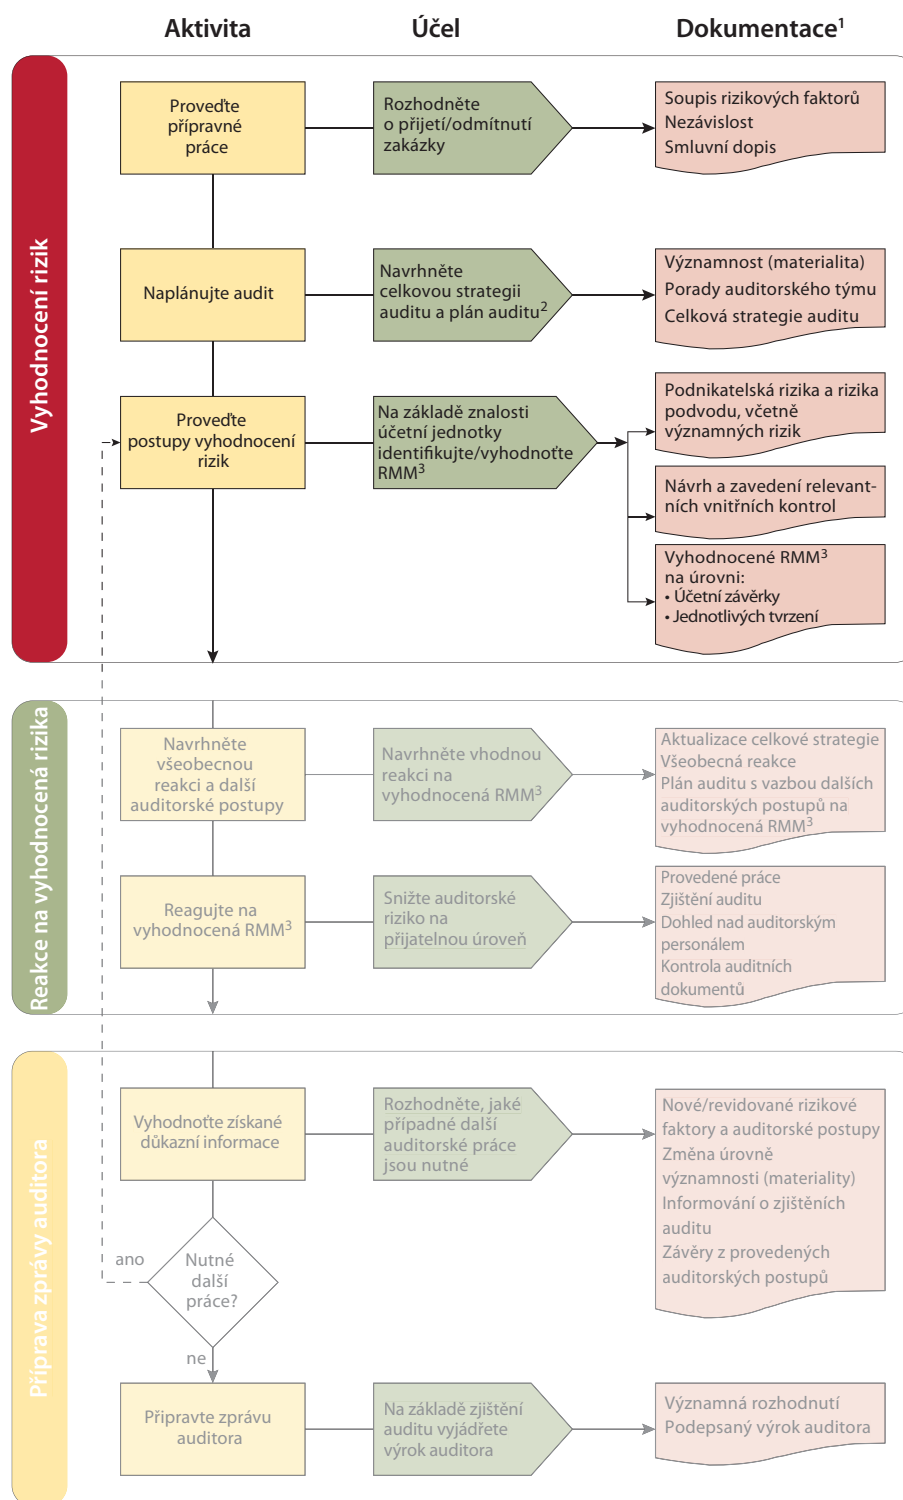 Aktivita
Účel
Dokumentace¹
Vyhodnocení rizik
Proveďte
přípravné
práce
Rozhodněte
o přijetí/odmítnutí
zakázky
Soupis rizikových faktorů
Nezávislost
Smluvní dopis
Naplánujte audit
Navrhněte
celkovou strategii
auditu a plán auditu²
Významnost (materialita)
Porady auditorského týmu
Celková strategie auditu
Proveďte
postupy vyhodnocení
rizik
Na základě znalosti
účetní jednotky
identifikujte/vyhodnoťte
RMM³
Podnikatelská rizika a rizika
podvodu, včetně
významných rizik
Návrh a zavedení relevant-
ních vnitřních kontrol
Vyhodnocené RMM³
na úrovni:
• Účetní závěrky
• Jednotlivých tvrzení
Reakce na vyhodnocená rizika
Navrhněte
všeobecnou
reakci a další
auditorské postupy
Navrhněte vhodnou
reakci na
vyhodnocená RMM³
Aktualizace celkové strategie
Všeobecná reakce
Plán auditu s vazbou dalších
auditorských postupů na
vyhodnocená RMM³
Reagujte na
vyhodnocená RMM³
Snižte auditorské
riziko na
přijatelnou úroveň
Provedené práce
Zjištění auditu
Dohled nad auditorským
personálem
Kontrola auditních
dokumentů
Příprava zprávy auditora
Vyhodnoťte získané
důkazní informace
Rozhodněte, jaké
případné další
auditorské práce
jsou nutné
Nové/revidované rizikové
faktory a auditorské postupy
Změna úrovně
významnosti (materiality)
Informování o zjištěních
auditu
Závěry z provedených
auditorských postupů
ano
Nutné
další
práce?
ne
Připravte zprávu
auditora
Na základě zjištění
auditu vyjádřete
výrok auditora
Významná rozhodnutí
Podepsaný výrok auditora